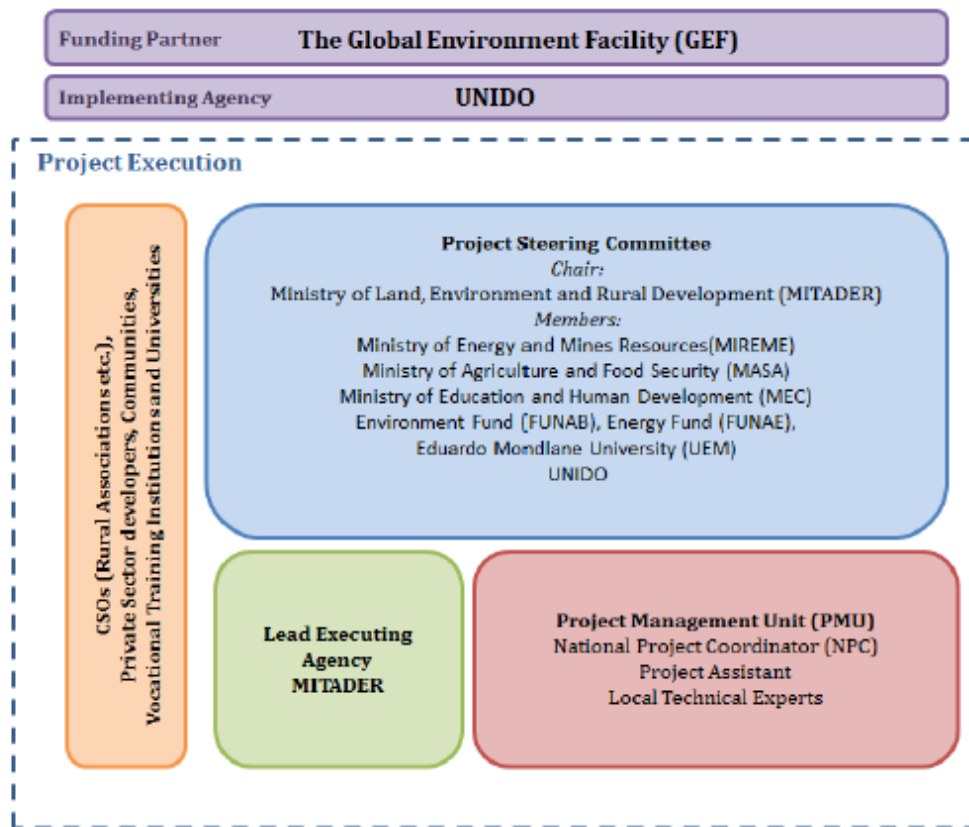 Funding Partner The Global Environment Facility (GEF)
Implementing Agency UNIDO
Project Execution
CSOs (Rural Associations etc.),
Private Sector developers, Communities,
Vocational Training Institutions and Universities
Project Steering Committee
Chair:
Ministry of Land, Environment and Rural Development (MITADER)
Members:
Ministry of Energy and Mines Resources(MIREME)
Ministry of Agriculture and Food Security (MASA)
Ministry of Education and Human Development (MEC)
Environment Fund (FUNAB), Energy Fund (FUNAE),
Eduardo Mondlane University (UEM)
UNIDO
Lead Executing
Agency
MITADER
Project Management Unit (PMU)
National Project Coordinator (NPC)
Project Assistant
Local Technical Experts